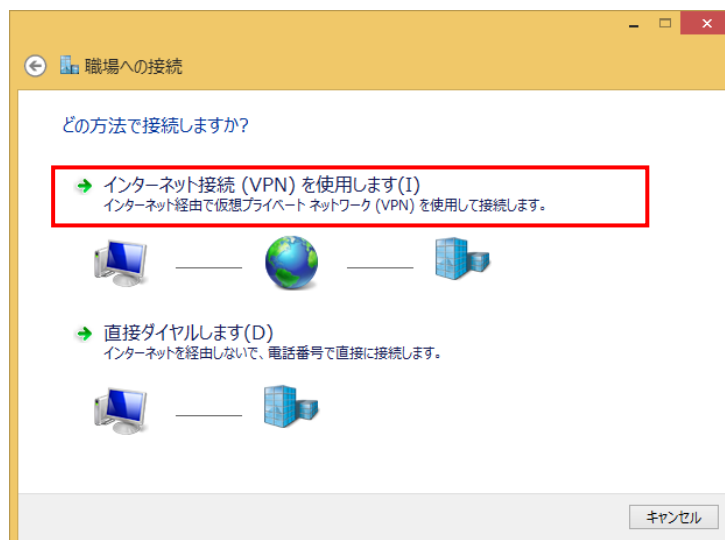 職場への接続
どの方法で接続しますか?
インターネット接続 (VPN) を使用します(I)
インターネット経由で仮想プライベート ネットワーク (VPN) を使用して接続します。
直接ダイヤルします(D)
インターネットを経由しないで、電話番号で直接に接続します。
キャンセル